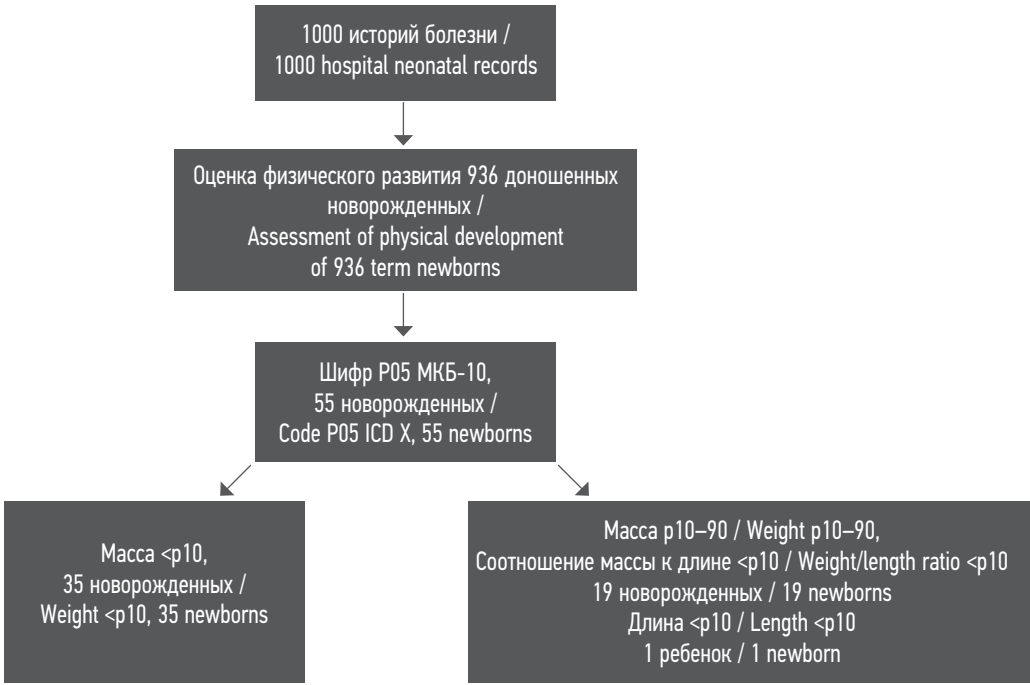 1000 историй болезни /
1000 hospital neonatal records
Оценка физического развития 936 доношенных
новорожденных /
Assessment of physical development
of 936 term newborns
Шифр P05 МКБ-10,
55 новорожденных /
Code P05 ICD X, 55 newborns
Масса <p10,
35 новорожденных /
Weight <p10, 35 newborns
Масса p10–90 / Weight p10–90,
Соотношение массы к длине <p10 / Weight/length ratio <p10
19 новорожденных / 19 newborns
Длина <p10 / Length <p10
1 ребенок / 1 newborn